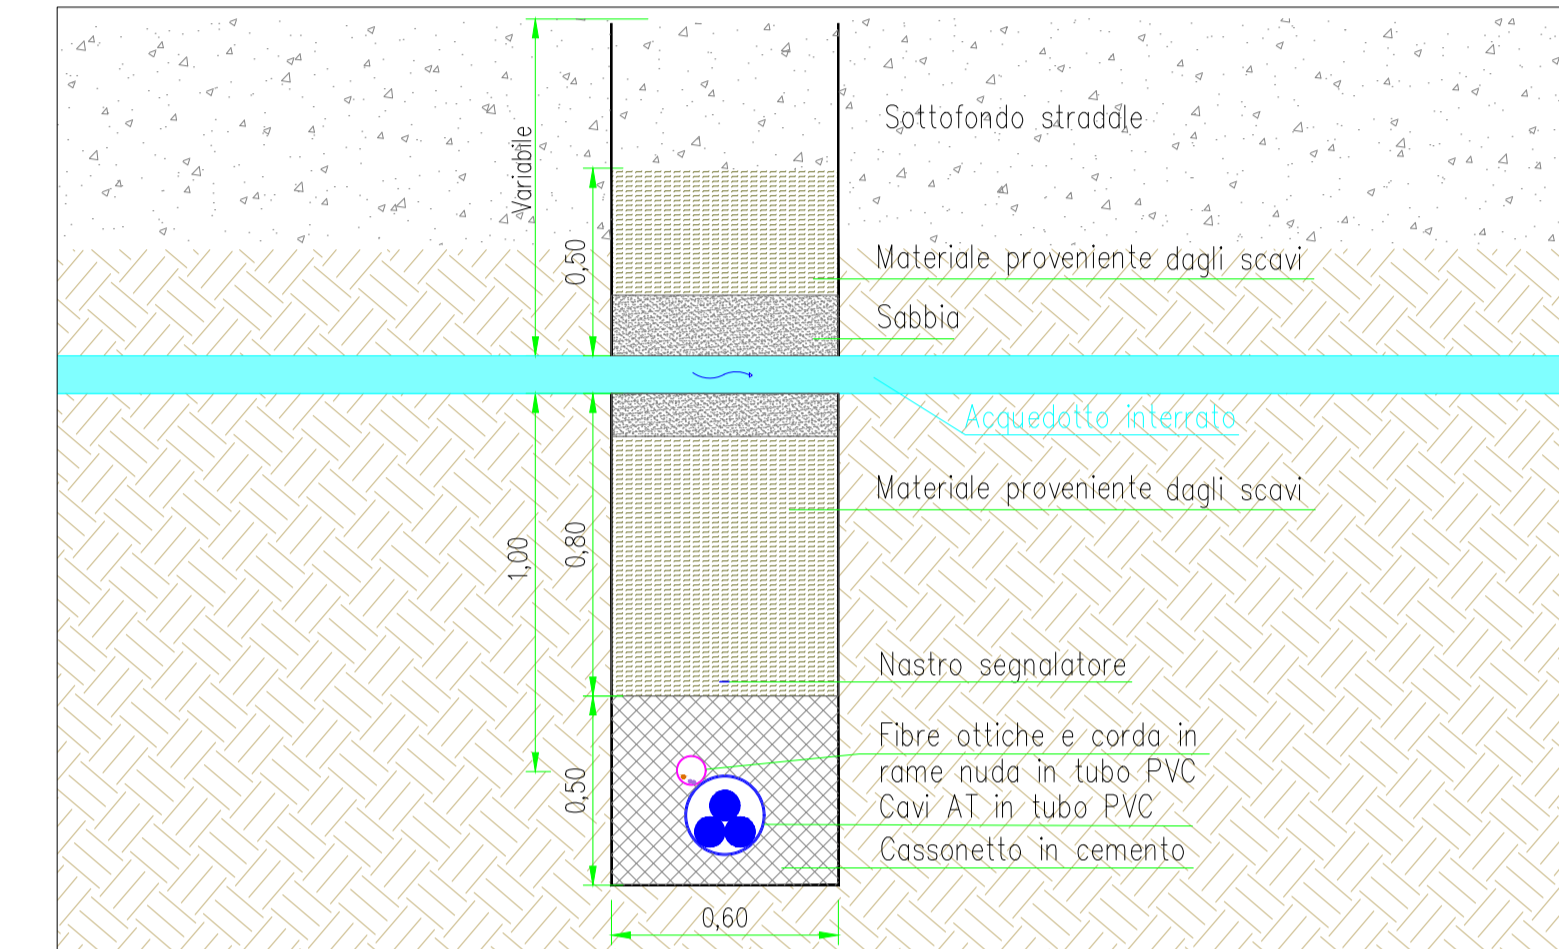 Sottofondo stradale
Variabile
0,50
Materiale proveniente dagli scavi
Sabbia
Acquedotto interrato
Materiale proveniente dagli scavi
1,00
0,80
Nastro segnalatore
Fibre ottiche e corda in
rame nuda in tubo PVC
0,50
Cavi AT in tubo PVC
Cassonetto in cemento
0,60